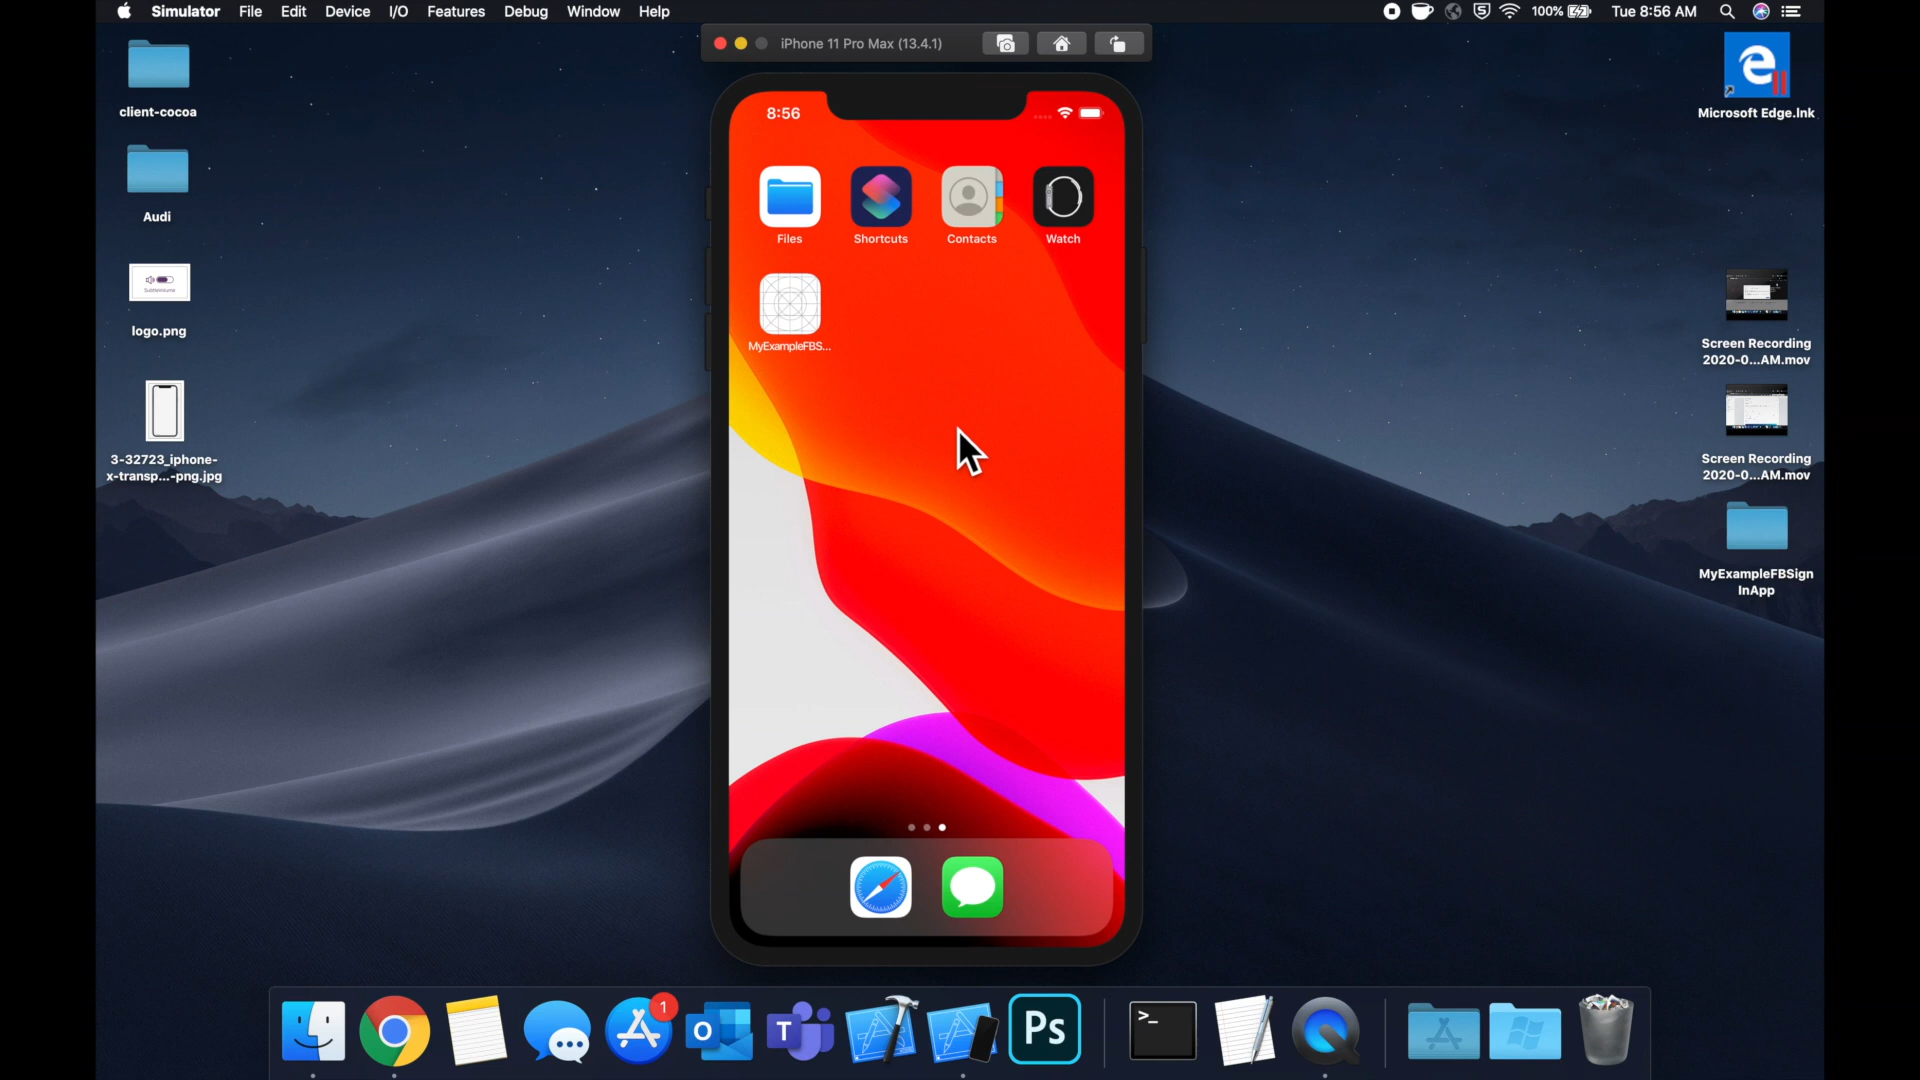 Simulator File Edit Device I/O Features Debug Window Help
5 100% Tue 8:56 AM
iPhone 11 Pro Max (13.4.1)
client-cocoa
Audi
logo.png
3-32723_iphone-
x-transp...-png.jpg
8:56
Files Shortcuts Contacts Watch
MyExampleFBS...
Microsoft Edge.lnk
Screen Recording
2020-0...AM.mov
Screen Recording
2020-0...AM.mov
MyExampleFBSign
InApp
1
O
T
Ps
>_